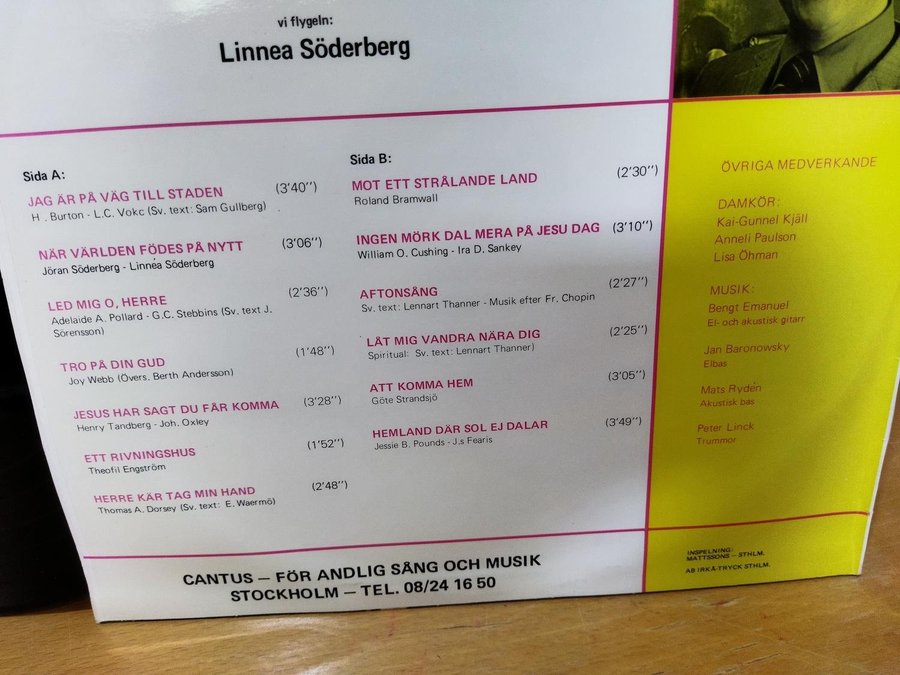 vi flygeln:
Linnea Söderberg
Sida A:
JAG ÄR PÅ VÄG TILL STADEN (3'40'')
H . Burton - L.C. Vokc (Sv. text: Sam Gullberg)
NÄR VÄRLDEN FÖDES PÅ NYTT (3'06'')
Jöran Söderberg - Linnéa Söderberg
LED MIG O, HERRE (2'36'')
Adelaide A. Pollard - G.C. Stebbins (Sv. text J.
Sörensson)
TRO PÅ DIN GUD (1'48'')
Joy Webb (Övers. Berth Andersson)
JESUS HAR SAGT DU FÅR KOMMA (3'28'')
Henry Tandberg - Joh. Oxley
ETT RIVNINGSHUS (1'52'')
Theofil Engström
HERRE KÄR TAG MIN HAND (2'48'')
Thomas A. Dorsey (Sv. text: E. Waermö)
Sida B:
MOT ETT STRÅLANDE LAND (2'30'')
Roland Bramwall
INGEN MÖRK DAL MERA PÅ JESU DAG (3'10'')
William O. Cushing - Ira D. Sankey
AFTONSÅNG (2'27'')
Sv. text: Lennart Thanner - Musik efter Fr. Chopin
LÅT MIG VANDRA NÄRA DIG (2'25'')
Spiritual: Sv. text: Lennart Thanner)
ATT KOMMA HEM (3'05'')
Göte Strandsjö
HEMLAND DÄR SOL EJ DALAR (3'49'')
Jessie B. Pounds - J.s Fearis
ÖVRIGA MEDVERKANDE
DAMKÖR:
Kai-Gunnel Kjäll
Anneli Paulson
Lisa Öhman
MUSIK:
Bengt Emanuel
El- och akustisk gitarr
Jan Baronowsky
Elbas
Mats Rydén
Akustisk bas
Peter Linck
Trummor
CANTUS — FÖR ANDLIG SÅNG OCH MUSIK
STOCKHOLM — TEL. 08/24 16 50
INSPELNING:
MATTSSONS - STHLM.
AB IRKÅ-TRYCK STHLM.